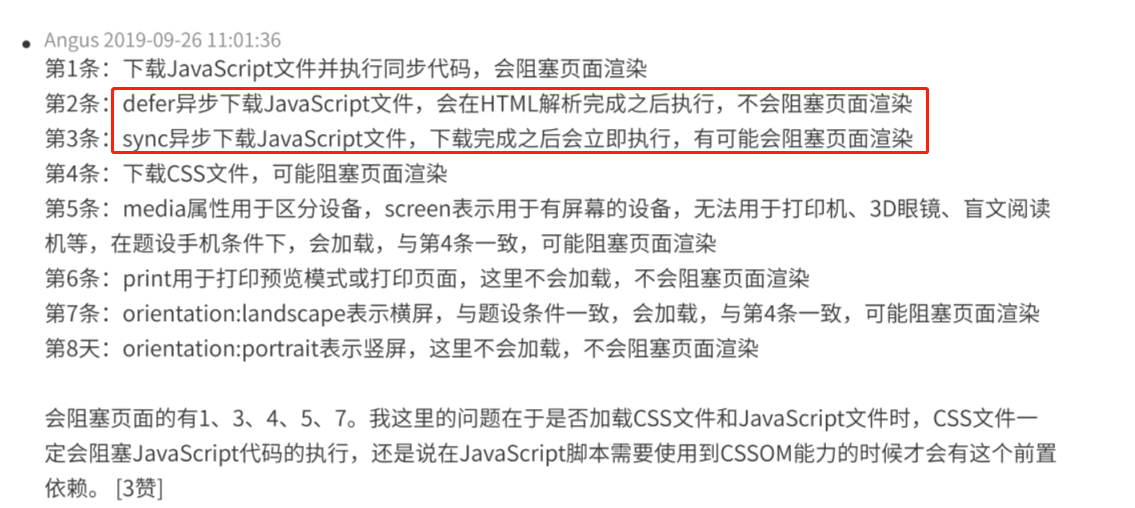 Angus 2019-09-26 11:01:36
第1条：下载JavaScript文件并执行同步代码，会阻塞页面渲染
第2条：defer异步下载JavaScript文件，会在HTML解析完成之后执行，不会阻塞页面渲染
第3条：sync异步下载JavaScript文件，下载完成之后会立即执行，有可能会阻塞页面渲染
第4条：下载CSS文件，可能阻塞页面渲染
第5条：media属性用于区分设备，screen表示用于有屏幕的设备，无法用于打印机、3D眼镜、盲文阅读
机等，在题设手机条件下，会加载，与第4条一致，可能阻塞页面渲染
第6条：print用于打印预览模式或打印页面，这里不会加载，不会阻塞页面渲染
第7条：orientation:landscape表示横屏，与题设条件一致，会加载，与第4条一致，可能阻塞页面渲染
第8天：orientation:portrait表示竖屏，这里不会加载，不会阻塞页面渲染
会阻塞页面的有1、3、4、5、7。我这里的问题在于是否加载CSS文件和JavaScript文件时，CSS文件一
定会阻塞JavaScript代码的执行，还是说在JavaScript脚本需要使用到CSSOM能力的时候才会有这个前置
依赖。 [3赞]